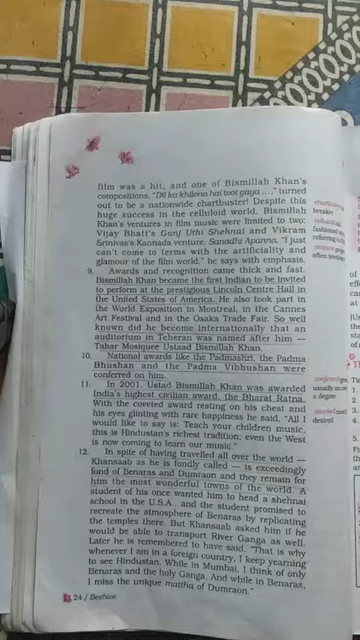 film was a hit, and one of Bismillah Khan's
compositions, "Dil ka khilona hai toot gaya ....," turned
out to be a nationwide chartbuster! Despite this
huge success in the celluloid world, Bismillah
Khan's ventures in film music were limited to two:
Vijay Bhatt's Gunj Uthi Shehnai and Vikram
Srinivas's Kannada venture, Sanadhi Apanna. "I just
can't come to terms with the artificiality and
glamour of the film world," he says with emphasis.
9. Awards and recognition came thick and fast.
Bismillah Khan became the first Indian to be invited
to perform at the prestigious Lincoln Centre Hall in
the United States of America. He also took part in
the World Exposition in Montreal, in the Cannes
Art Festival and in the Osaka Trade Fair. So well
known did he become internationally that an
auditorium in Teheran was named after him —
Tahar Mosiquee Ustaad Bismillah Khan.
10. National awards like the Padmashri, the Padma
Bhushan and the Padma Vibhushan were
conferred on him.
11. In 2001, Ustad Bismillah Khan was awarded
India's highest civilian award, the Bharat Ratna.
With the coveted award resting on his chest and
his eyes glinting with rare happiness he said, "All I
would like to say is: Teach your children music,
this is Hindustan's richest tradition; even the West
is now coming to learn our music."
12. In spite of having travelled all over the world —
Khansaab as he is fondly called — is exceedingly
fond of Benaras and Dumraon and they remain for
him the most wonderful towns of the world. A
student of his once wanted him to head a shehnai
school in the U.S.A., and the student promised to
recreate the atmosphere of Benaras by replicating
the temples there. But Khansaab asked him if he
would be able to transport River Ganga as well.
Later he is remembered to have said, "That is why
whenever I am in a foreign country, I keep yearning
to see Hindustan. While in Mumbai, I think of only
Benaras and the holy Ganga. And while in Benaras,
I miss the unique mattha of Dumraon."
24 / Beehive
breaker
desired